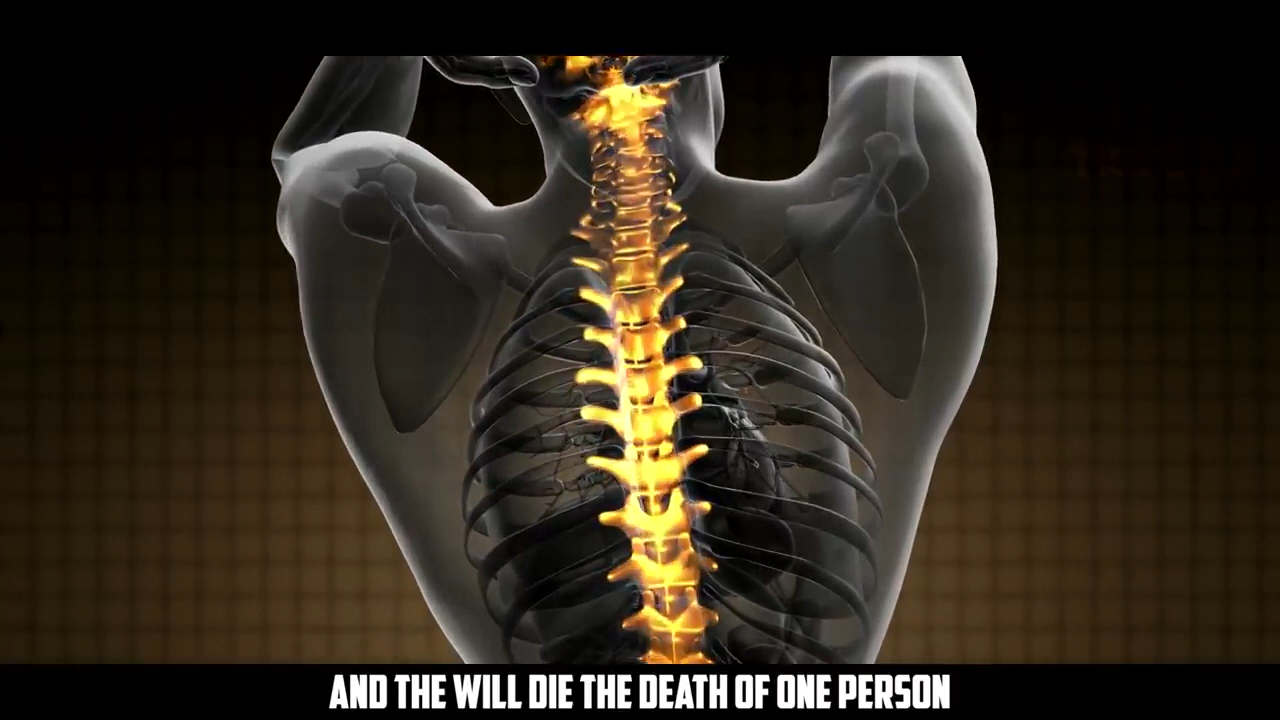 AND THE WILL DIE THE DEATH OF ONE PERSON